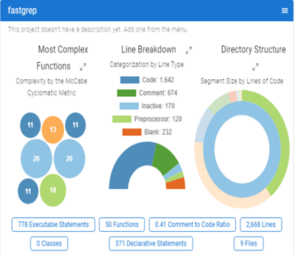 fastgrep
This project doesn't have a description yet. Add one from the menu.
Most Complex
Functions
Complexity by the McCabe
Cyclomatic Metric
11
13
11
26
26
11
18
Line Breakdown
Categorization by Line Type
Code: 1,642
Comment: 674
Inactive: 170
Preprocessor: 120
Blank: 232
Directory Structure
Segment Size by Lines of Code
778 Executable Statements
50 Functions
0.41 Comment to Code Ratio
2,668 Lines
0 Classes
371 Declarative Statements
9 Files